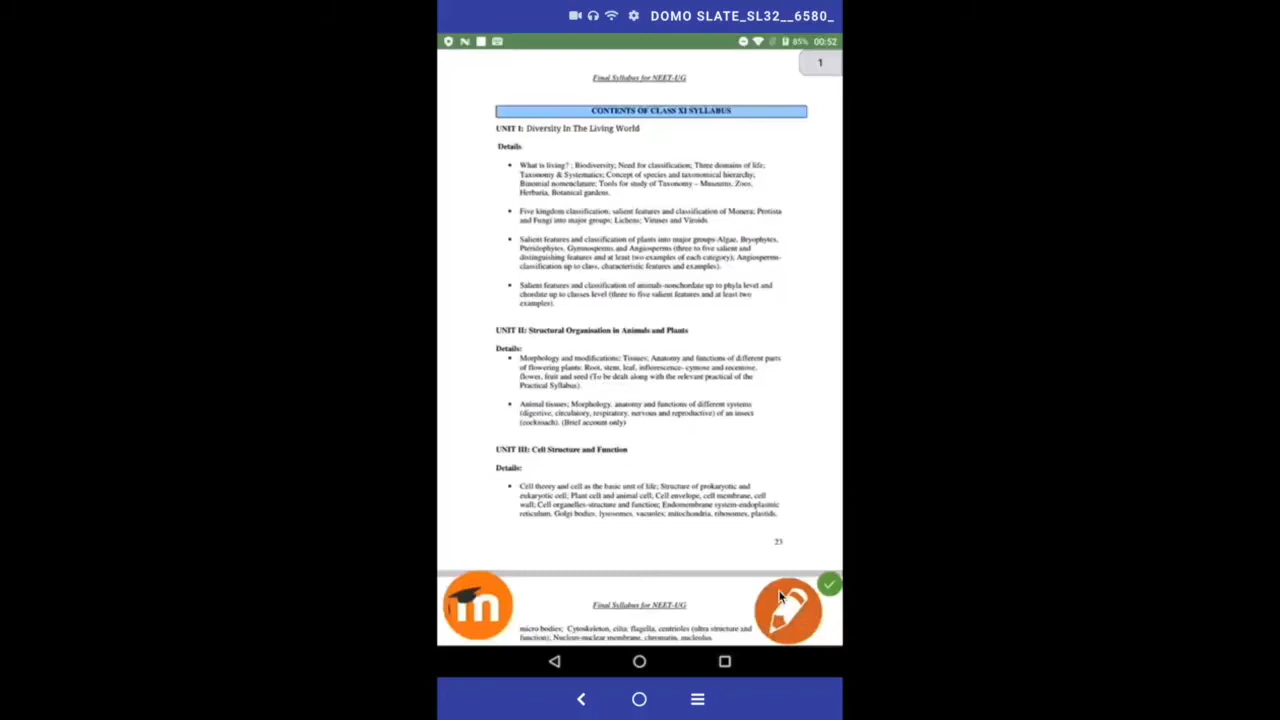 DOMO SLATE_SL32__6580_
85% 00:52
1
Final Syllabus for NEET-UG
CONTENTS OF CLASS XI SYLLABUS
UNIT I: Diversity In The Living World
Details
• What is living? ; Biodiversity; Need for classification; Three domains of life;
Taxonomy & Systematics; Concept of species and taxonomical hierarchy;
Binomial nomenclature; Tools for study of Taxonomy – Museums, Zoos,
Herbaria, Botanical gardens.
• Five kingdom classification; salient features and classification of Monera; Protista
and Fungi into major groups; Lichens; Viruses and Viroids.
• Salient features and classification of plants into major groups-Algae, Bryophytes,
Pteridophytes, Gymnosperms and Angiosperms (three to five salient and
distinguishing features and at least two examples of each category); Angiosperms-
classification up to class, characteristic features and examples).
• Salient features and classification of animals-nonchordate up to phyla level and
chordate up to classes level (three to five salient features and at least two
examples).
UNIT II: Structural Organisation in Animals and Plants
Details:
• Morphology and modifications; Tissues; Anatomy and functions of different parts
of flowering plants: Root, stem, leaf, inflorescence- cymose and recemose,
flower, fruit and seed (To be dealt along with the relevant practical of the
Practical Syllabus).
• Animal tissues; Morphology, anatomy and functions of different systems
(digestive, circulatory, respiratory, nervous and reproductive) of an insect
(cockroach). (Brief account only)
UNIT III: Cell Structure and Function
Details:
• Cell theory and cell as the basic unit of life; Structure of prokaryotic and
eukaryotic cell; Plant cell and animal cell; Cell envelope, cell membrane, cell
wall; Cell organelles-structure and function; Endomembrane system-endoplasmic
reticulum, Golgi bodies, lysosomes, vacuoles; mitochondria, ribosomes, plastids,
23
Final Syllabus for NEET-UG
micro bodies; Cytoskeleton, cilia, flagella, centrioles (ultra structure and
function); Nucleus-nuclear membrane, chromatin, nucleolus